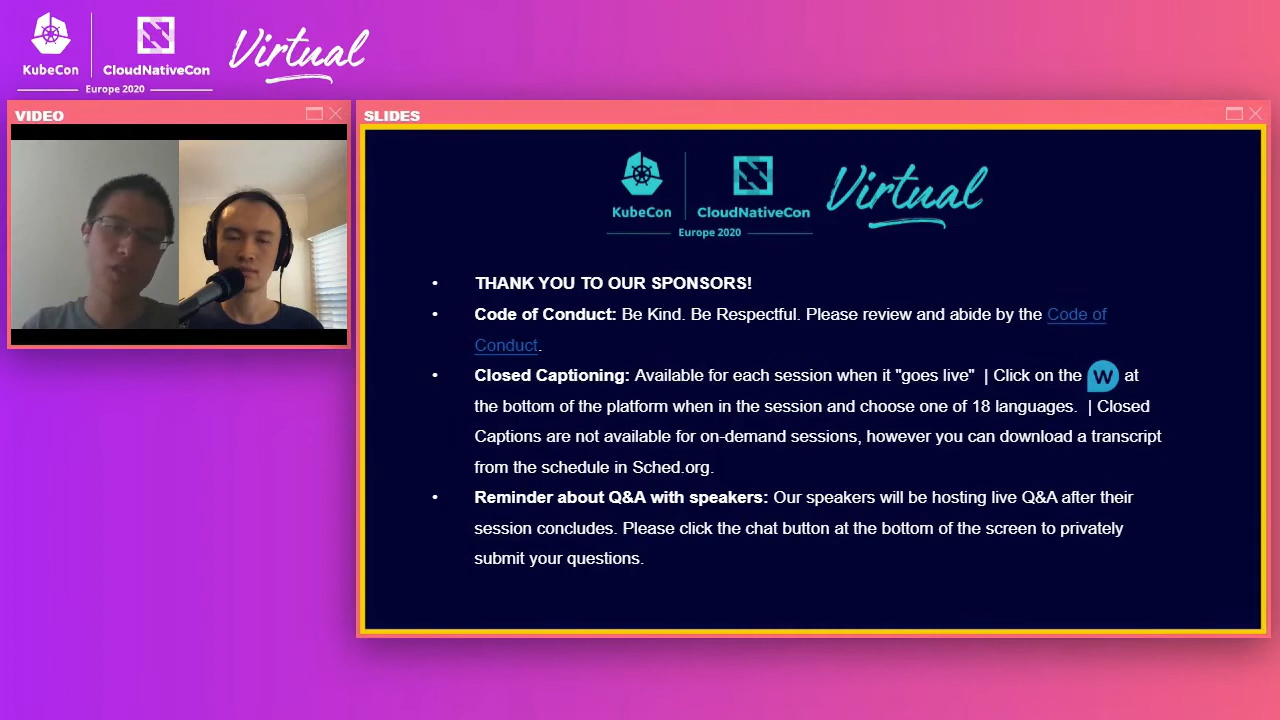 KubeCon
CloudNativeCon
Virtual
Europe 2020
VIDEO
SLIDES
KubeCon
CloudNativeCon
Virtual
Europe 2020
• THANK YOU TO OUR SPONSORS!
• Code of Conduct: Be Kind. Be Respectful. Please review and abide by the Code of
Conduct.
• Closed Captioning: Available for each session when it "goes live" | Click on the W at
the bottom of the platform when in the session and choose one of 18 languages. | Closed
Captions are not available for on-demand sessions, however you can download a transcript
from the schedule in Sched.org.
• Reminder about Q&A with speakers: Our speakers will be hosting live Q&A after their
session concludes. Please click the chat button at the bottom of the screen to privately
submit your questions.